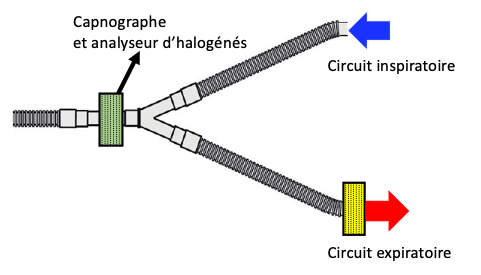 Capnographe
et analyseur d’halogénés
Circuit inspiratoire
Circuit expiratoire